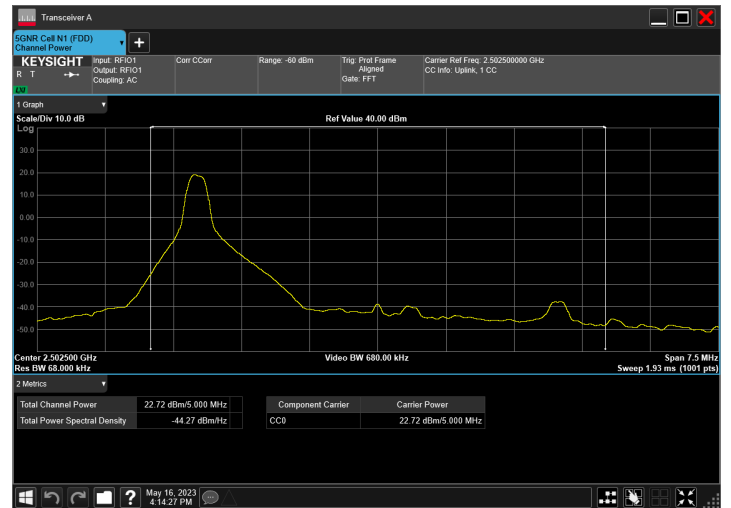 Transceiver A
5GNR Cell N1 (FDD)
Channel Power
KEYSIGHT
R T
LXI
Input: RFIO1
Output: RFIO1
Coupling: AC
Corr CCorr
Range: -60 dBm
Trig: Prot Frame
Aligned
Gate: FFT
Carrier Ref Freq: 2.502500000 GHz
CC Info: Uplink, 1 CC
1 Graph
Scale/Div 10.0 dB
Ref Value 40.00 dBm
Log
30.0
20.0
10.0
0.00
-10.0
-20.0
-30.0
-40.0
-50.0
Center 2.502500 GHz
Video BW 680.00 kHz
Span 7.5 MHz
Res BW 68.000 kHz
Sweep 1.93 ms (1001 pts)
2 Metrics
Total Channel Power 22.72 dBm/5.000 MHz
Total Power Spectral Density -44.27 dBm/Hz
Component Carrier Carrier Power
CC0 22.72 dBm/5.000 MHz
?
May 16, 2023
4:14:27 PM